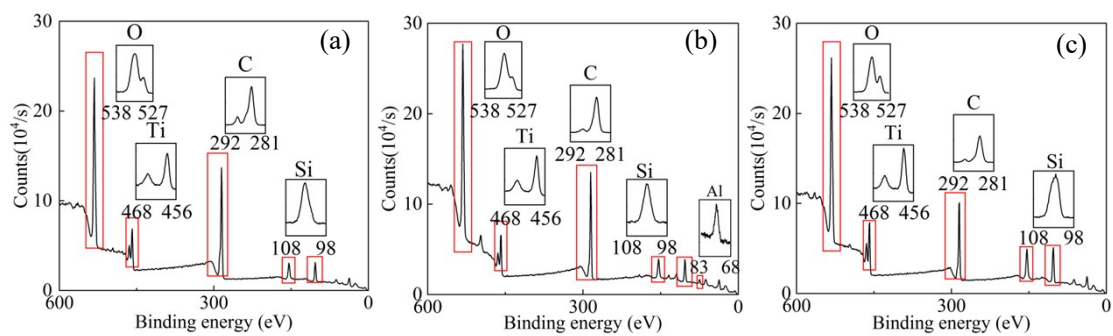 (a)
Counts(10⁴/s)
30
20
10
0
O
538 527
Ti
468 456
C
292 281
Si
108 98
600 300 0
Binding energy (eV)
(b)
Counts(10⁴/s)
30
20
10
0
O
538 527
Ti
468 456
C
292 281
Si
108 98
Al
83 68
600 300 0
Binding energy (eV)
(c)
Counts(10⁴/s)
30
20
10
0
O
538 527
Ti
468 456
C
292 281
Si
108 98
600 300 0
Binding energy (eV)